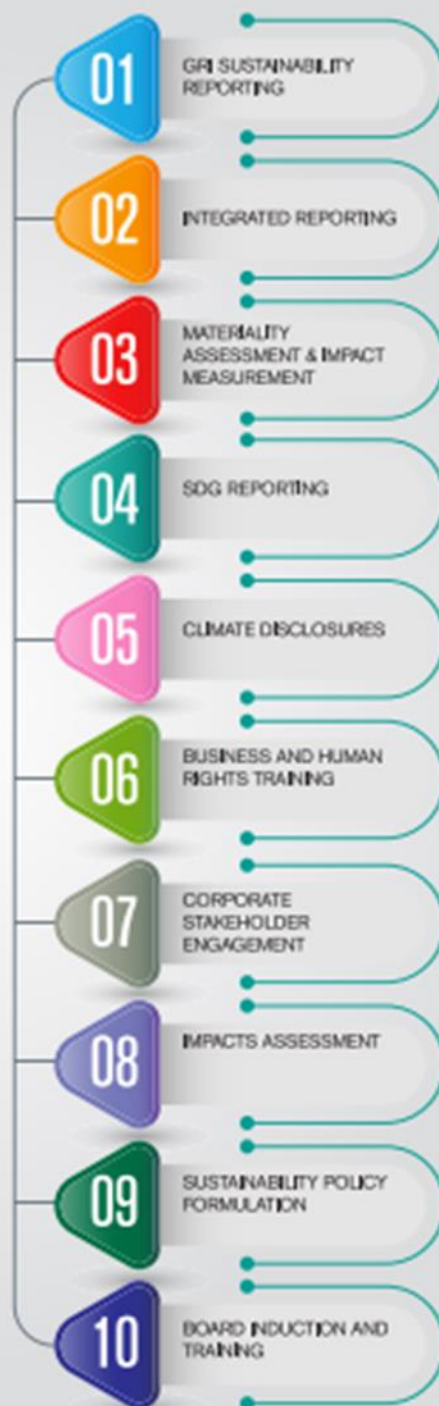 01
GRI SUSTAINABILITY
REPORTING
02
INTEGRATED REPORTING
03
MATERIALITY
ASSESSMENT & IMPACT
MEASUREMENT
04
SDG REPORTING
05
CLIMATE DISCLOSURES
06
BUSINESS AND HUMAN
RIGHTS TRAINING
07
CORPORATE
STAKEHOLDER
ENGAGEMENT
08
IMPACTS ASSESSMENT
09
SUSTAINABILITY POLICY
FORMULATION
10
BOARD INDUCTION AND
TRAINING